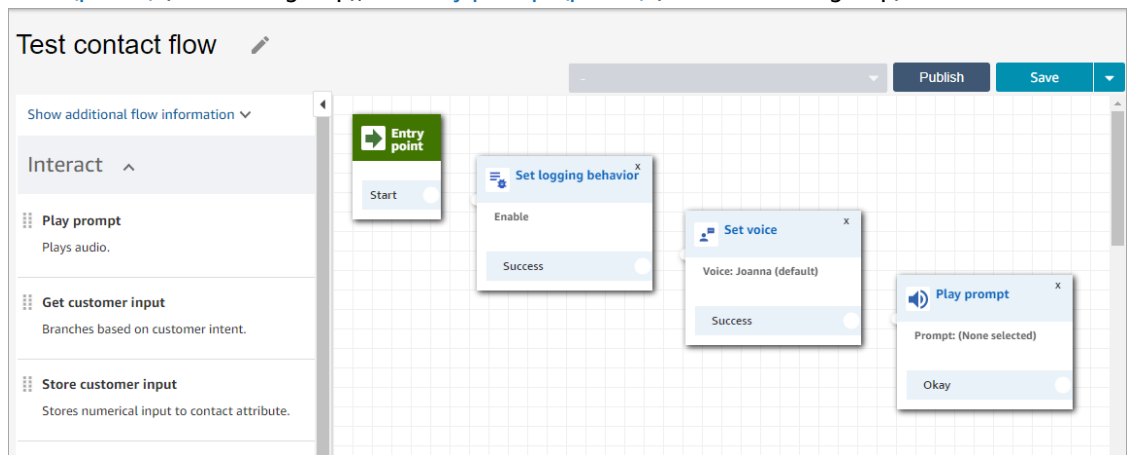 Test contact flow
-
Publish
Save
Show additional flow information
Interact
Play prompt
Plays audio.
Get customer input
Branches based on customer intent.
Store customer input
Stores numerical input to contact attribute.
Entry
point
Start
x
Set logging behavior
Enable
Success
x
Set voice
Voice: Joanna (default)
Success
x
Play prompt
Prompt: (None selected)
Okay